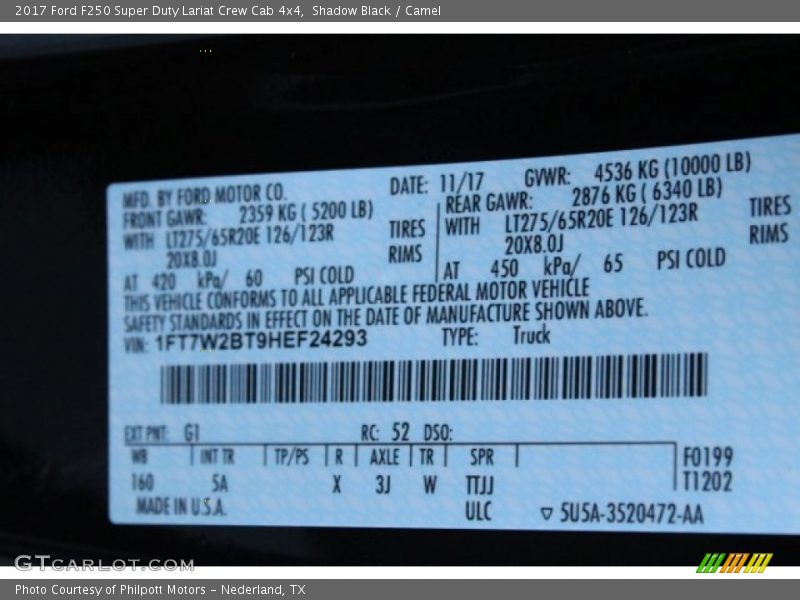 2017 Ford F250 Super Duty Lariat Crew Cab 4x4,  Shadow Black / Camel
MFD. BY FORD MOTOR CO. DATE: 11/17 GVWR: 4536 KG (10000 LB)
FRONT GAWR: 2359 KG ( 5200 LB) REAR GAWR: 2876 KG ( 6340 LB)
WITH LT275/65R20E 126/123R TIRES WITH LT275/65R20E 126/123R TIRES
20X8.0J RIMS 20X8.0J RIMS
AT 420 kPa/ 60 PSI COLD AT 450 kPa/ 65 PSI COLD
THIS VEHICLE CONFORMS TO ALL APPLICABLE FEDERAL MOTOR VEHICLE
SAFETY STANDARDS IN EFFECT ON THE DATE OF MANUFACTURE SHOWN ABOVE.
VIN: 1FT7W2BT9HEF24293 TYPE: Truck
EXT PNT: G1 RC: 52 DSO:
WB INT TR TP/PS R AXLE TR SPR F0199
160 SA X 3J W TTJJ T1202
MADE IN U.S.A. ULC ▽ 5U5A-3520472-AA
GTCARLOT.COM
Photo Courtesy of Philpott Motors – Nederland, TX